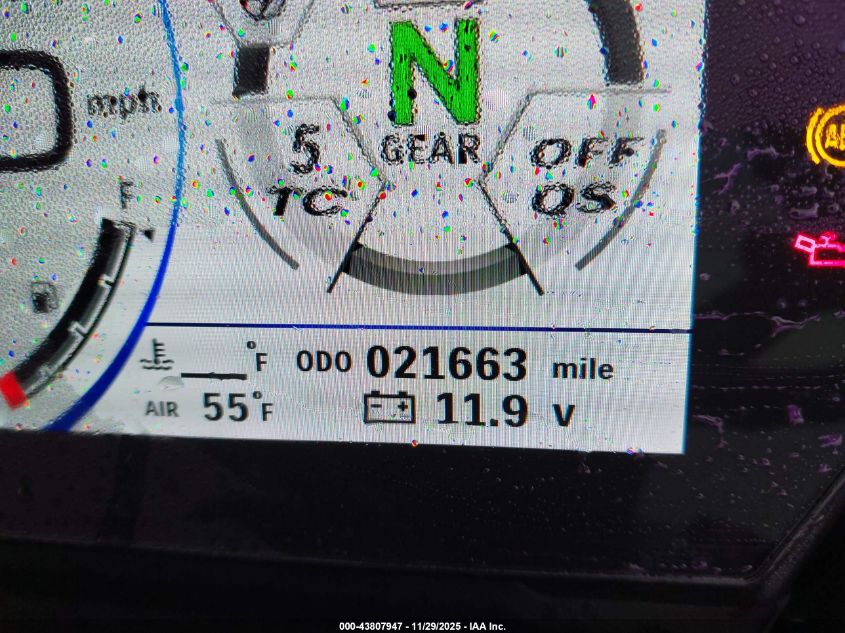 N
mph
5 GEAR OFF
TC QS
F
°F ODO 021663 mile
AIR 55°F 11.9 V
000-43807947 - 11/29/2025 - IAA Inc.